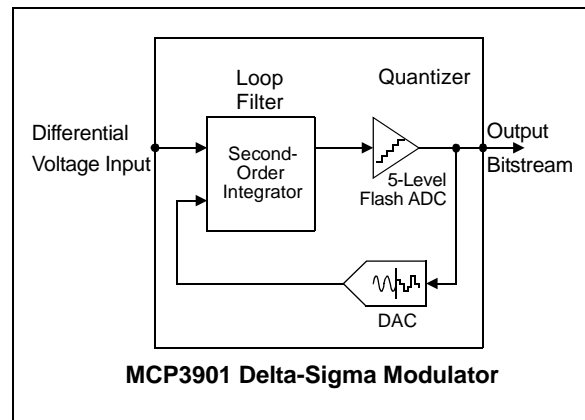 Loop
Filter
Quantizer
Differential
Voltage Input
Second-
Order
Integrator
Output
Bitstream
5-Level
Flash ADC
DAC
MCP3901 Delta-Sigma Modulator